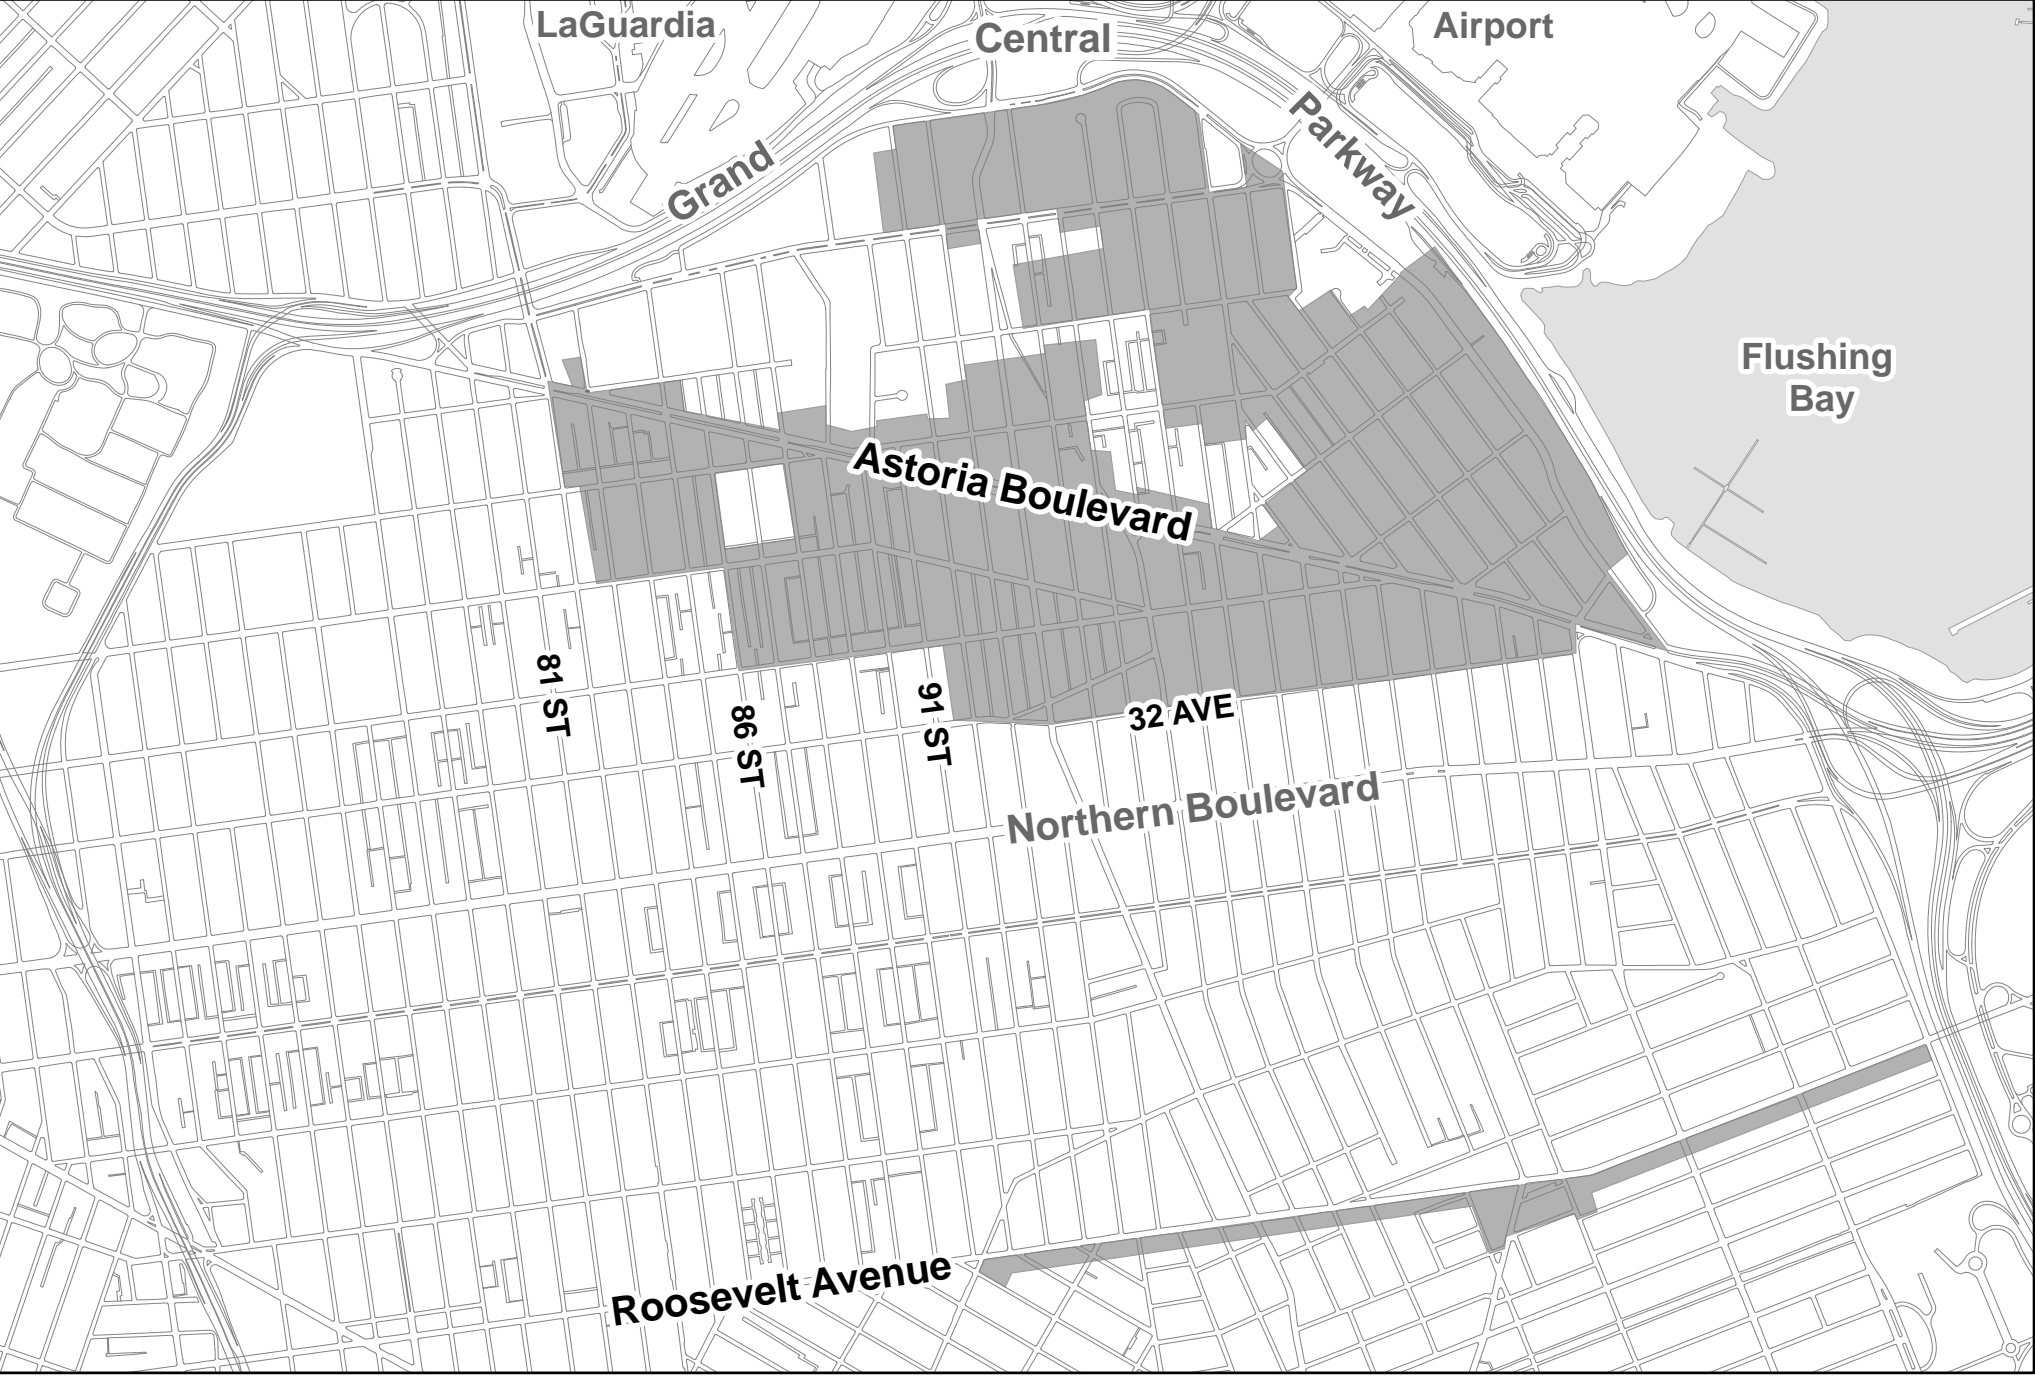 LaGuardia
Central
Airport
Grand
Parkway
Flushing
Bay
Astoria Boulevard
81 ST
86 ST
91 ST
32 AVE
Northern Boulevard
Roosevelt Avenue